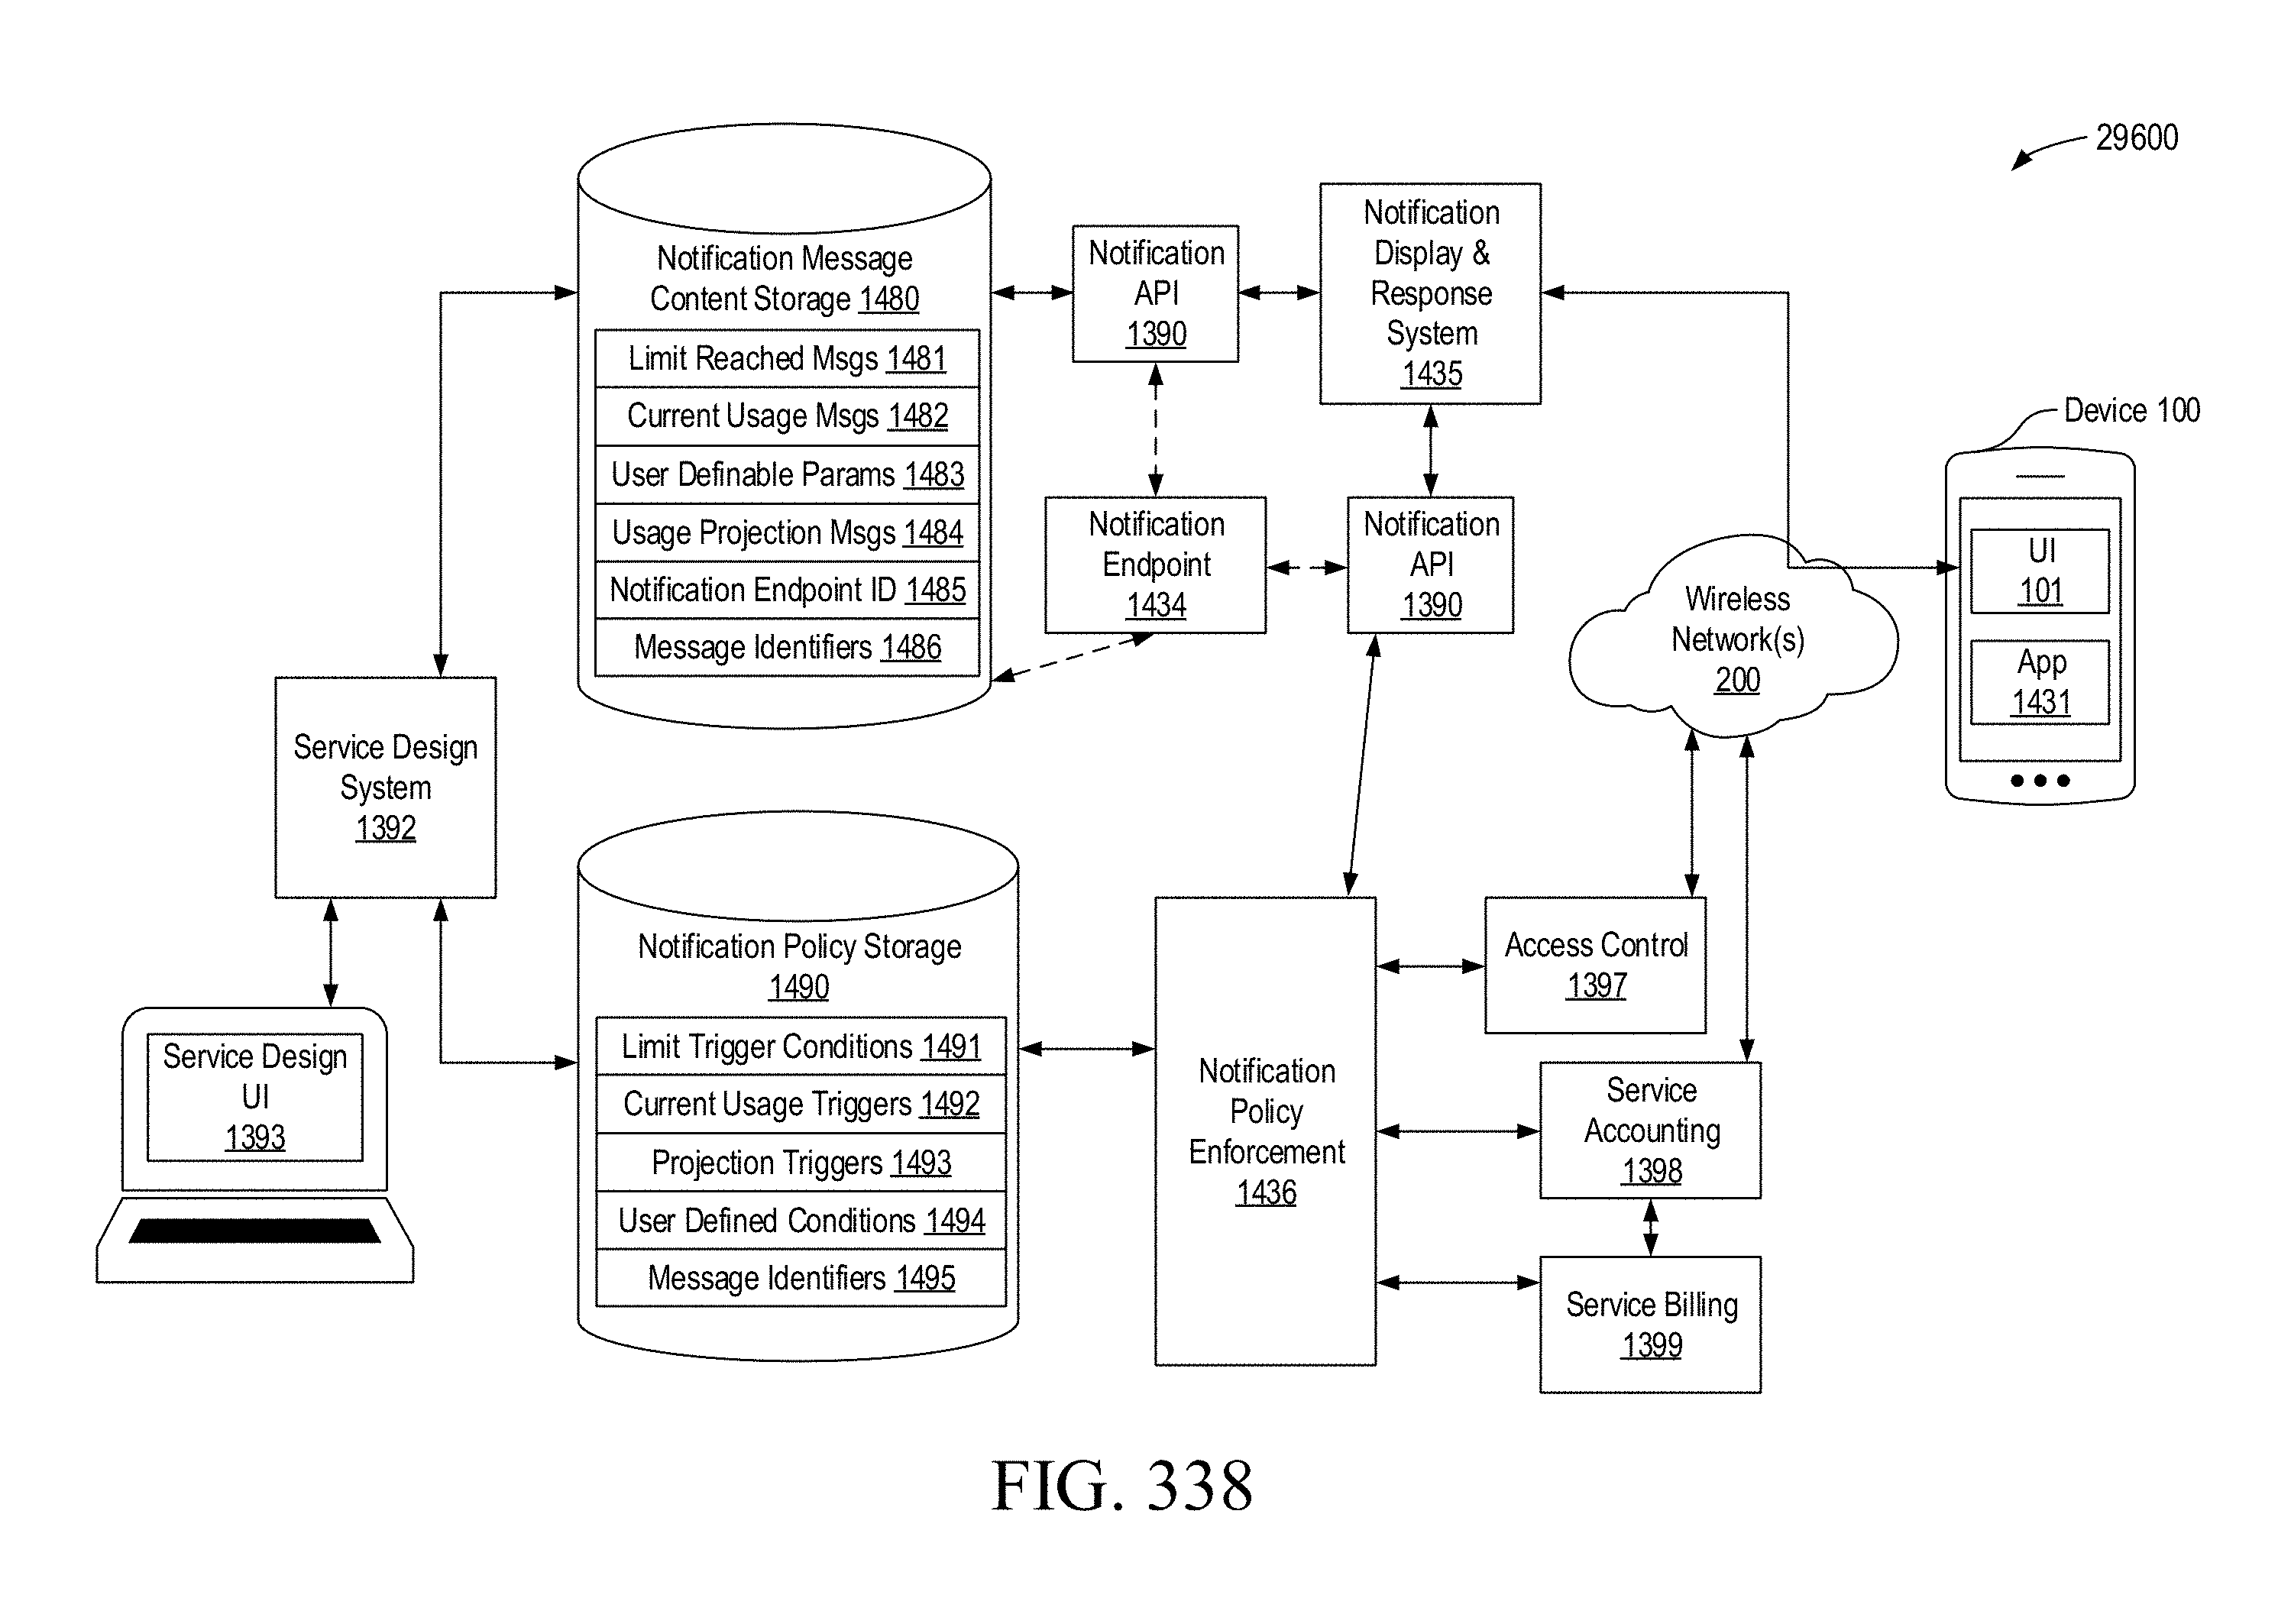 29600
Notification Message
Content Storage 1480
Limit Reached Msgs 1481
Current Usage Msgs 1482
User Definable Params 1483
Usage Projection Msgs 1484
Notification Endpoint ID 1485
Message Identifiers 1486
Notification
API
1390
Notification
Display &
Response
System
1435
Notification
Endpoint
1434
Notification
API
1390
Device 100
UI
101
App
1431
Wireless
Network(s)
200
Service Design
System
1392
Service Design
UI
1393
Notification Policy Storage
1490
Limit Trigger Conditions 1491
Current Usage Triggers 1492
Projection Triggers 1493
User Defined Conditions 1494
Message Identifiers 1495
Notification
Policy
Enforcement
1436
Access Control
1397
Service
Accounting
1398
Service Billing
1399
FIG. 338